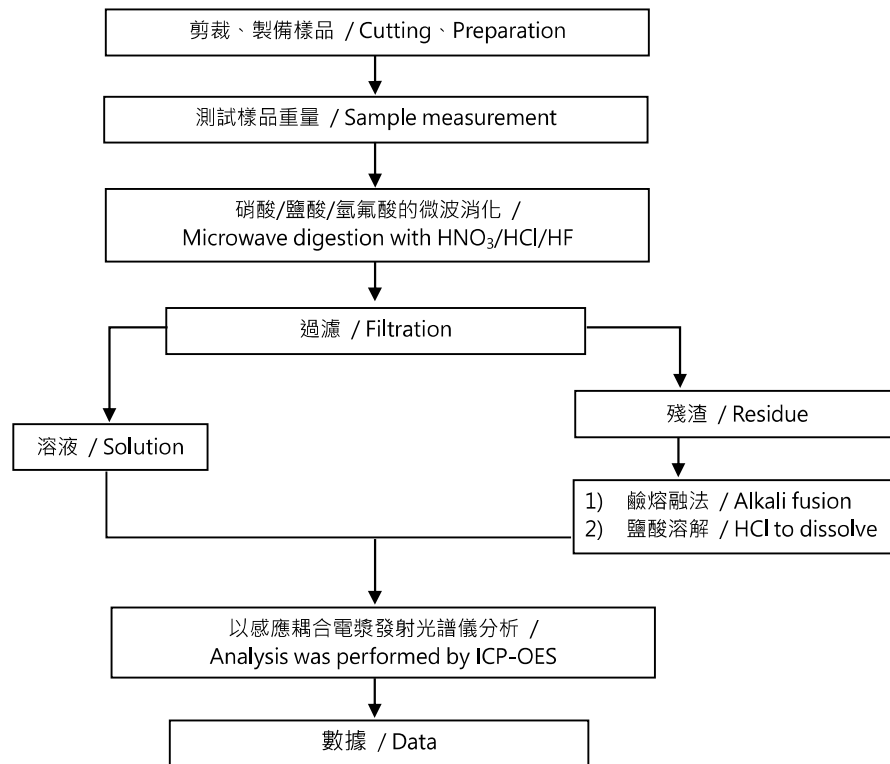 剪裁、製備樣品 / Cutting、Preparation
測試樣品重量 / Sample measurement
硝酸/鹽酸/氫氟酸的微波消化 /
Microwave digestion with HNO₃/HCl/HF
過濾 / Filtration
殘渣 / Residue
溶液 / Solution
1) 鹼熔融法 / Alkali fusion
2) 鹽酸溶解 / HCl to dissolve
以感應耦合電漿發射光譜儀分析 /
Analysis was performed by ICP-OES
數據 / Data